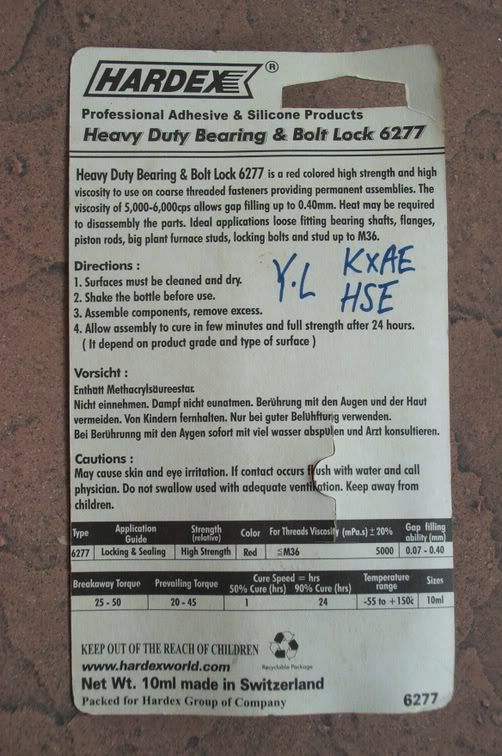 HARDEX ®
Professional Adhesive & Silicone Products
Heavy Duty Bearing & Bolt Lock 6277
Heavy Duty Bearing & Bolt Lock 6277 is a red colored high strength and high
viscosity to use on coarse threaded fasteners providing permanent assemblies. The
viscosity of 5,000-6,000cps allows gap filling up to 0.40mm. Heat may be required
to disassembly the parts. Ideal applications loose fitting bearing shafts, flanges,
piston rods, big plant furnace studs, locking bolts and stud up to M36.
Directions :
1. Surfaces must be cleaned and dry.
2. Shake the bottle before use.
3. Assemble components, remove excess.
4. Allow assembly to cure in few minutes and full strength after 24 hours.
( It depend on product grade and type of surface )
Y.L KxAE
HSE
Vorsicht :
Enthatt Methacrylsäureestar.
Nicht einnehmen. Dampf nicht eunatmen. Berührung mit den Augen und der Haut
vermeiden. Von Kindern fernhalten. Nur bei guter Belühftung verwenden.
Bei Berührunng mit den Aygen sofort mit viel wasser abspülen und Arzt konsultieren.
Cautions :
May cause skin and eye irritation. If contact occurs flush with water and call
physician. Do not swallow used with adequate ventilation. Keep away from
children.
Type Application Guide Strength (relative) Color For Threads Viscosity (mPa.s) ± 20% Gap filling ability (mm)
6277 Locking & Sealing High Strength Red ≤M36 5000 0.07 - 0.40
Breakaway Torque Prevailing Torque Cure Speed = hrs 50% Cure (hrs) 90% Cure (hrs) Temperature range Sizes
25 - 50 20 - 45 1 24 -55 to +150c 10ml
KEEP OUT OF THE REACH OF CHILDREN
www.hardexworld.com Recyclable Package
Net Wt. 10ml made in Switzerland
Packed for Hardex Group of Company 6277